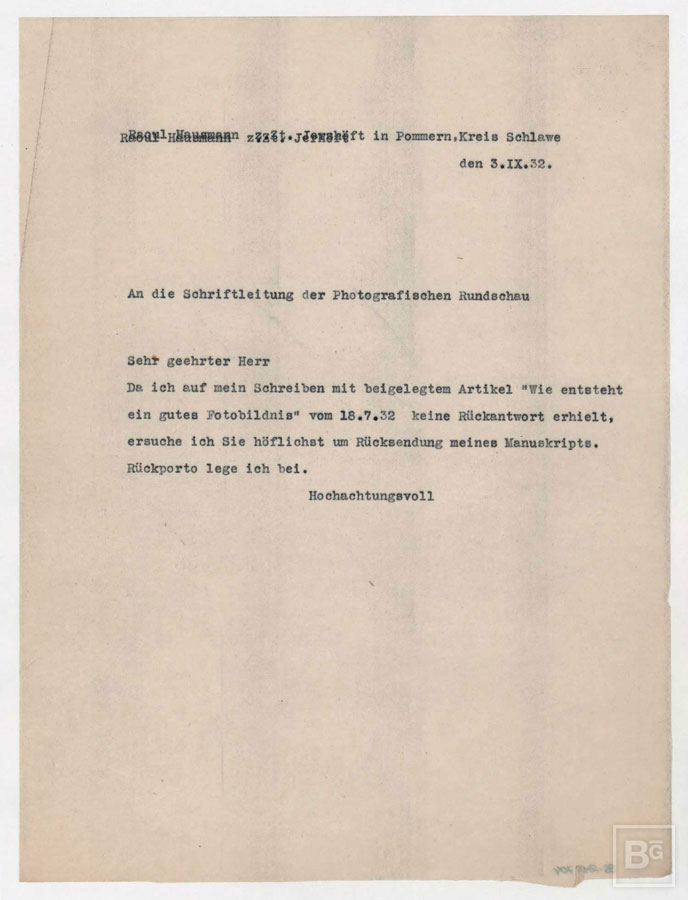 Raoul Hausmann z.Zt. Jershöft in Pommern,Kreis Schlawe
den 3.IX.32.
An die Schriftleitung der Photografischen Rundschau
Sehr geehrter Herr
Da ich auf mein Schreiben mit beigelegtem Artikel "Wie entsteht
ein gutes Fotobildnis" vom 18.7.32 keine Rückantwort erhielt,
ersuche ich Sie höflichst um Rücksendung meines Manuskripts.
Rückporto lege ich bei.
Hochachtungsvoll
BG